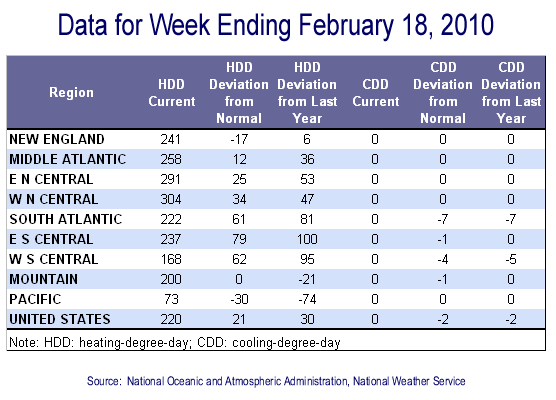 Data for Week Ending February 18, 2010
Region HDD Current HDD Deviation from Normal HDD Deviation from Last Year CDD Current CDD Deviation from Normal CDD Deviation from Last Year
NEW ENGLAND 241 -17 6 0 0 0
MIDDLE ATLANTIC 258 12 36 0 0 0
E N CENTRAL 291 25 53 0 0 0
W N CENTRAL 304 34 47 0 0 0
SOUTH ATLANTIC 222 61 81 0 -7 -7
E S CENTRAL 237 79 100 0 -1 0
W S CENTRAL 168 62 95 0 -4 -5
MOUNTAIN 200 0 -21 0 -1 0
PACIFIC 73 -30 -74 0 0 0
UNITED STATES 220 21 30 0 -2 -2
Note: HDD: heating-degree-day; CDD: cooling-degree-day
Source: National Oceanic and Atmospheric Administration, National Weather Service